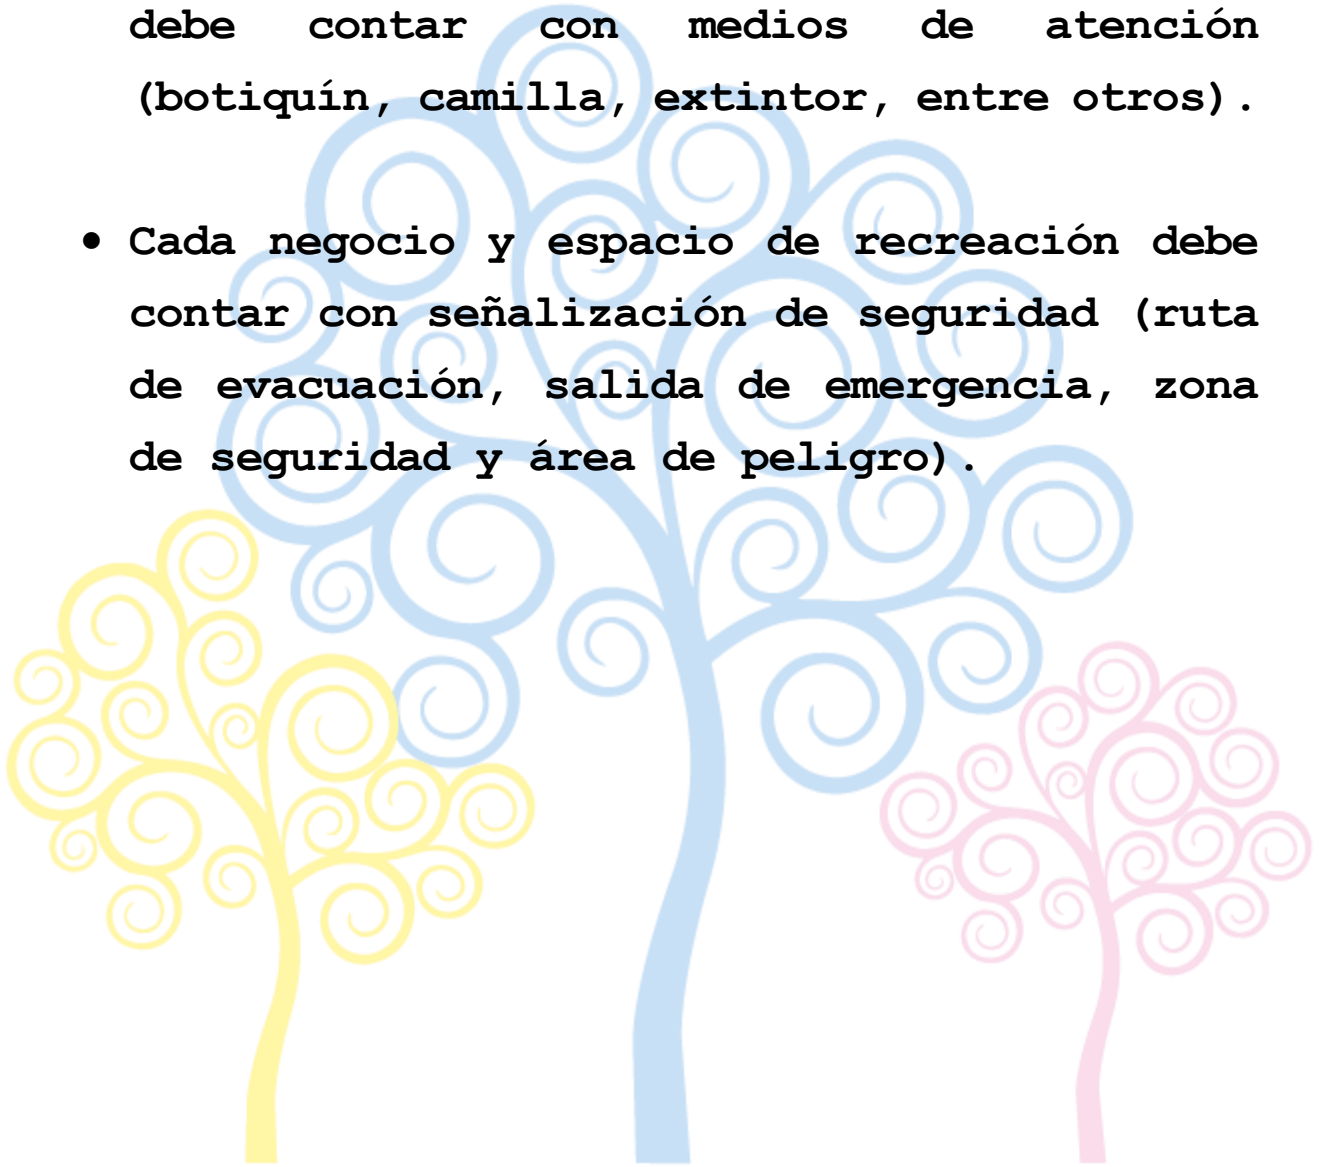 debe contar con medios de atención
(botiquín, camilla, extintor, entre otros).
• Cada negocio y espacio de recreación debe
contar con señalización de seguridad (ruta
de evacuación, salida de emergencia, zona
de seguridad y área de peligro).